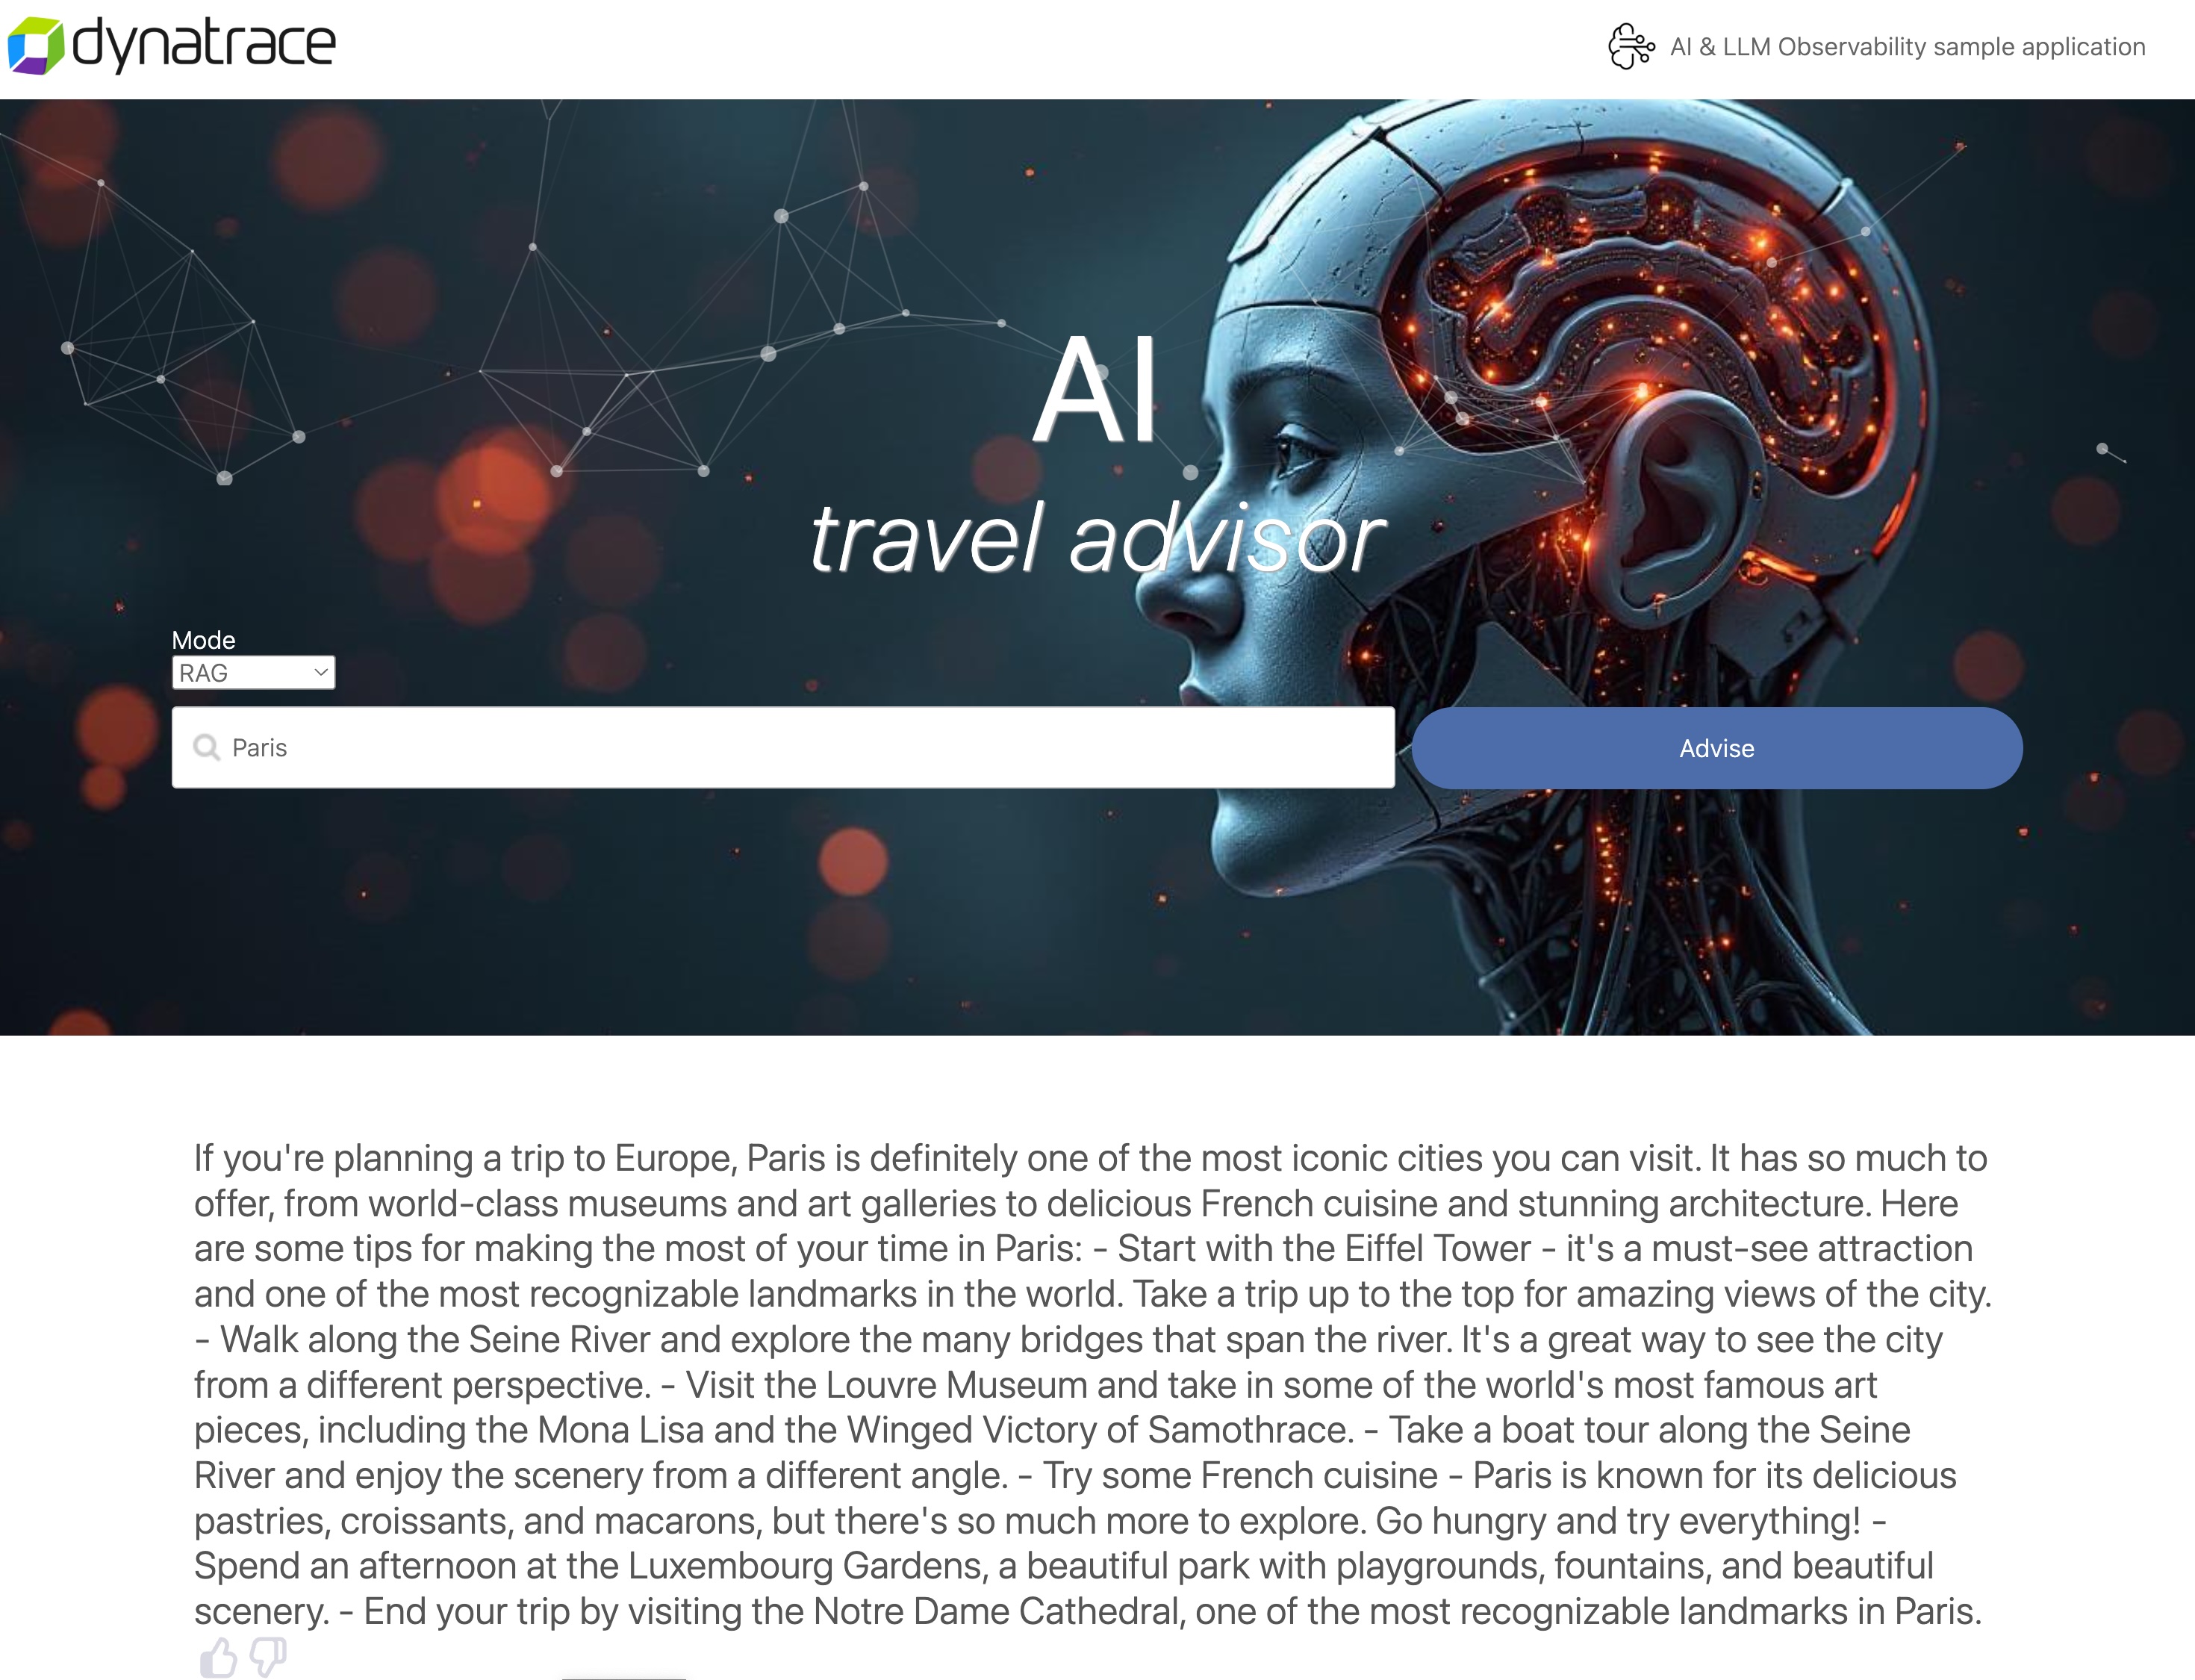 dynatrace
AI & LLM Observability sample application
AI
travel advisor
Mode
RAG
Paris
Advise
If you're planning a trip to Europe, Paris is definitely one of the most iconic cities you can visit. It has so much to
offer, from world-class museums and art galleries to delicious French cuisine and stunning architecture. Here
are some tips for making the most of your time in Paris: - Start with the Eiffel Tower - it's a must-see attraction
and one of the most recognizable landmarks in the world. Take a trip up to the top for amazing views of the city.
- Walk along the Seine River and explore the many bridges that span the river. It's a great way to see the city
from a different perspective. - Visit the Louvre Museum and take in some of the world's most famous art
pieces, including the Mona Lisa and the Winged Victory of Samothrace. - Take a boat tour along the Seine
River and enjoy the scenery from a different angle. - Try some French cuisine - Paris is known for its delicious
pastries, croissants, and macarons, but there's so much more to explore. Go hungry and try everything! -
Spend an afternoon at the Luxembourg Gardens, a beautiful park with playgrounds, fountains, and beautiful
scenery. - End your trip by visiting the Notre Dame Cathedral, one of the most recognizable landmarks in Paris.